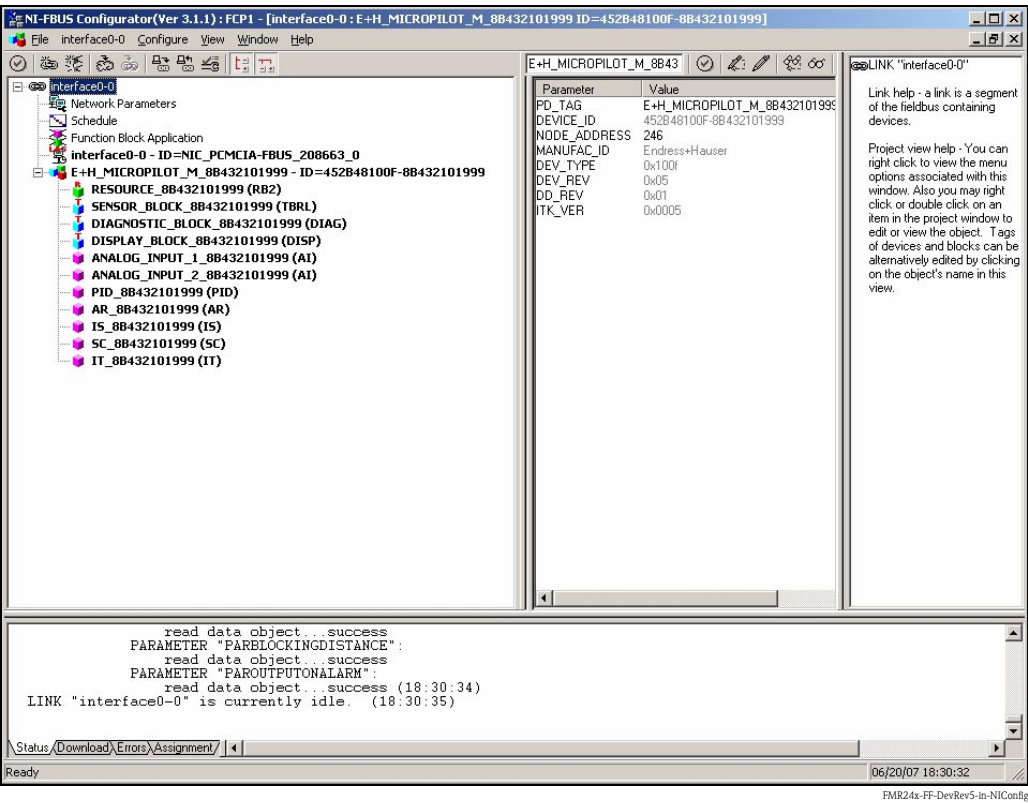 NI-FBUS Configurator(Ver 3.1.1) : FCP1 - [interface0-0 : E+H_MICROPILOT_M_8B432101999 ID=452B48100F-8B432101999]
File interface0-0 Configure View Window Help
E+H_MICROPILOT_M_8B43
interface0-0
Network Parameters
Schedule
Function Block Application
interface0-0 - ID=NIC_PCMCIA-FBUS_208663_0
E+H_MICROPILOT_M_8B432101999 - ID=452B48100F-8B432101999
RESOURCE_8B432101999 (RB2)
SENSOR_BLOCK_8B432101999 (TBRL)
DIAGNOSTIC_BLOCK_8B432101999 (DIAG)
DISPLAY_BLOCK_8B432101999 (DISP)
ANALOG_INPUT_1_8B432101999 (AI)
ANALOG_INPUT_2_8B432101999 (AI)
PID_8B432101999 (PID)
AR_8B432101999 (AR)
IS_8B432101999 (IS)
SC_8B432101999 (SC)
IT_8B432101999 (IT)
Parameter Value
PD_TAG E+H_MICROPILOT_M_8B432101999
DEVICE_ID 452B48100F-8B432101999
NODE_ADDRESS 246
MANUFAC_ID Endress+Hauser
DEV_TYPE 0x100f
DEV_REV 0x05
DD_REV 0x01
ITK_VER 0x0005
LINK "interface0-0"
Link help - a link is a segment
of the fieldbus containing
devices.
Project view help - You can
right click to view the menu
options associated with this
window. Also you may right
click or double click on an
item in the project window to
edit or view the object. Tags
of devices and blocks can be
alternatively edited by clicking
on the object's name in this
view.
read data object...success
PARAMETER "PARBLOCKINGDISTANCE":
read data object...success
PARAMETER "PAROUTPUTONALARM":
read data object...success (18:30:34)
LINK "interface0-0" is currently idle. (18:30:35)
Status Download Errors Assignment
Ready 06/20/07 18:30:32
FMR24x-FF-DevRev5-in-NIConfig